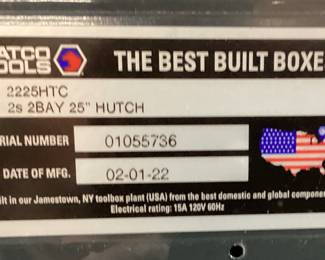 ATCO THE BEST BUILT BOXE
TOOLS
2225HTC
2s 2BAY 25" HUTCH
ERIAL NUMBER 01055736
DATE OF MFG. 02-01-22
ilt in our Jamestown, NY toolbox plant (USA) from the best domestic and global component
Electrical rating: 15A 120V 60Hz